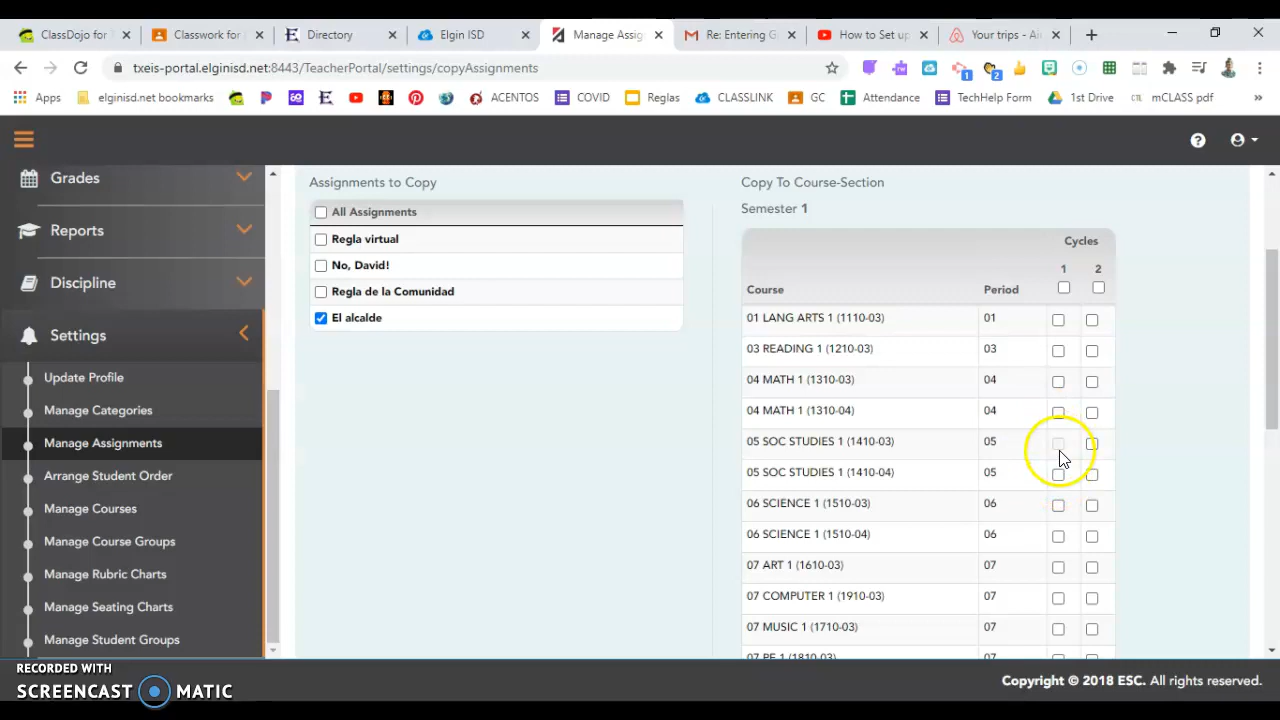 ClassDojo for
Classwork for
Directory
Elgin ISD
Manage Assig
Re: Entering G
How to Set up
Your trips - Ai
txeis-portal.elginisd.net:8443/TeacherPortal/settings/copyAssignments
1
2
Apps
elginisd.net bookmarks
ACENTOS
COVID
Reglas
CLASSLINK
GC
Attendance
TechHelp Form
1st Drive
CTL mCLASS pdf
»
Grades
Reports
Discipline
Settings
Update Profile
Manage Categories
Manage Assignments
Arrange Student Order
Manage Courses
Manage Course Groups
Manage Rubric Charts
Manage Seating Charts
Manage Student Groups
Assignments to Copy
All Assignments
Regla virtual
No, David!
Regla de la Comunidad
El alcalde
Copy To Course-Section
Semester 1
Cycles
Course Period 1 2
01 LANG ARTS 1 (1110-03) 01
03 READING 1 (1210-03) 03
04 MATH 1 (1310-03) 04
04 MATH 1 (1310-04) 04
05 SOC STUDIES 1 (1410-03) 05
05 SOC STUDIES 1 (1410-04) 05
06 SCIENCE 1 (1510-03) 06
06 SCIENCE 1 (1510-04) 06
07 ART 1 (1610-03) 07
07 COMPUTER 1 (1910-03) 07
07 MUSIC 1 (1710-03) 07
07 PE 1 (1810-03) 07
RECORDED WITH
SCREENCAST MATIC
Copyright © 2018 ESC. All rights reserved.